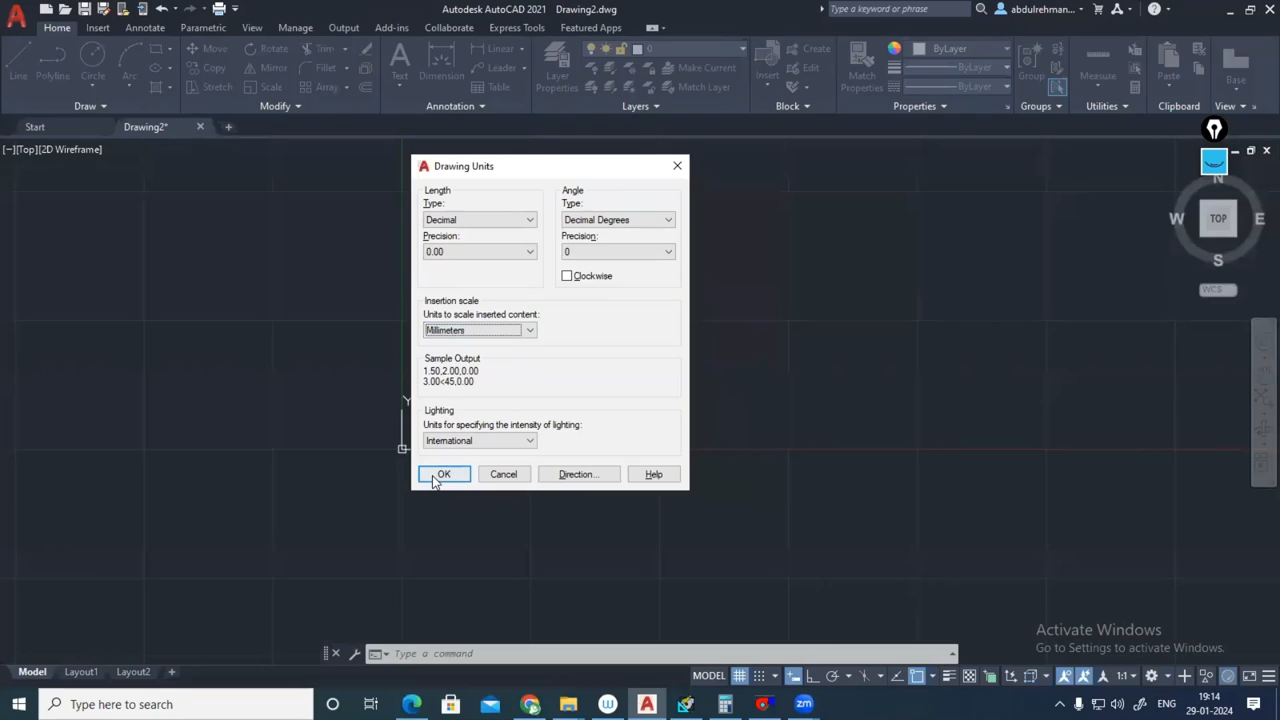 Autodesk AutoCAD 2021 Drawing2.dwg
Type a keyword or phrase
abdulrehman...
Home Insert Annotate Parametric View Manage Output Add-ins Collaborate Express Tools Featured Apps
Line Polyline Circle Arc
Move Rotate Trim
Copy Mirror Fillet
Stretch Scale Array
Text Dimension
Linear
Leader
Table
Layer Properties
0
Make Current
Match Layer
Insert
Create
Edit
Match Properties
ByLayer
ByLayer
ByLayer
Group
Measure
Paste
Base
Draw Modify Annotation Layers Block Properties Groups Utilities Clipboard View
Start Drawing2*
[−][Top][2D Wireframe]
Drawing Units
Length
Type:
Decimal
Precision:
0.00
Angle
Type:
Decimal Degrees
Precision:
0
Clockwise
Insertion scale
Units to scale inserted content:
Millimeters
Sample Output
1.50,2.00,0.00
3.00<45,0.00
Lighting
Units for specifying the intensity of lighting:
International
OK Cancel Direction... Help
Y
N
W TOP E
S
WCS
Activate Windows
Go to Settings to activate Windows.
Type a command
Model Layout1 Layout2
MODEL
1:1
Type here to search
zm
ENG
9:14
29-01-2024